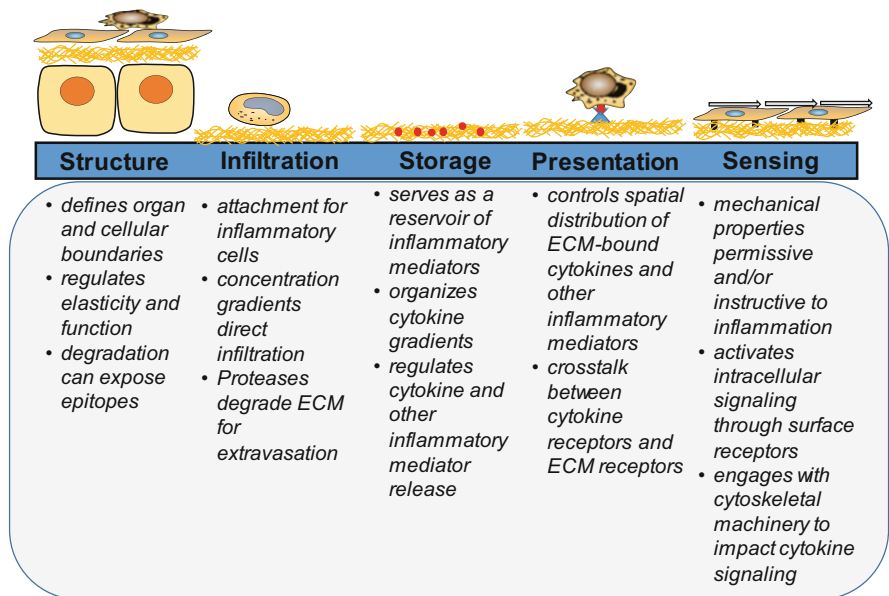 Structure
Infiltration
Storage
Presentation
Sensing
• defines organ
and cellular
boundaries
• regulates
elasticity and
function
• degradation
can expose
epitopes
• attachment for
inflammatory
cells
• concentration
gradients
direct
infiltration
• Proteases
degrade ECM
for
extravasation
• serves as a
reservoir of
inflammatory
mediators
• organizes
cytokine
gradients
• regulates
cytokine and
other
inflammatory
mediator
release
• controls spatial
distribution of
ECM-bound
cytokines and
other
inflammatory
mediators
• crosstalk
between
cytokine
receptors and
ECM receptors
• mechanical
properties
permissive
and/or
instructive to
inflammation
• activates
intracellular
signaling
through surface
receptors
• engages with
cytoskeletal
machinery to
impact cytokine
signaling